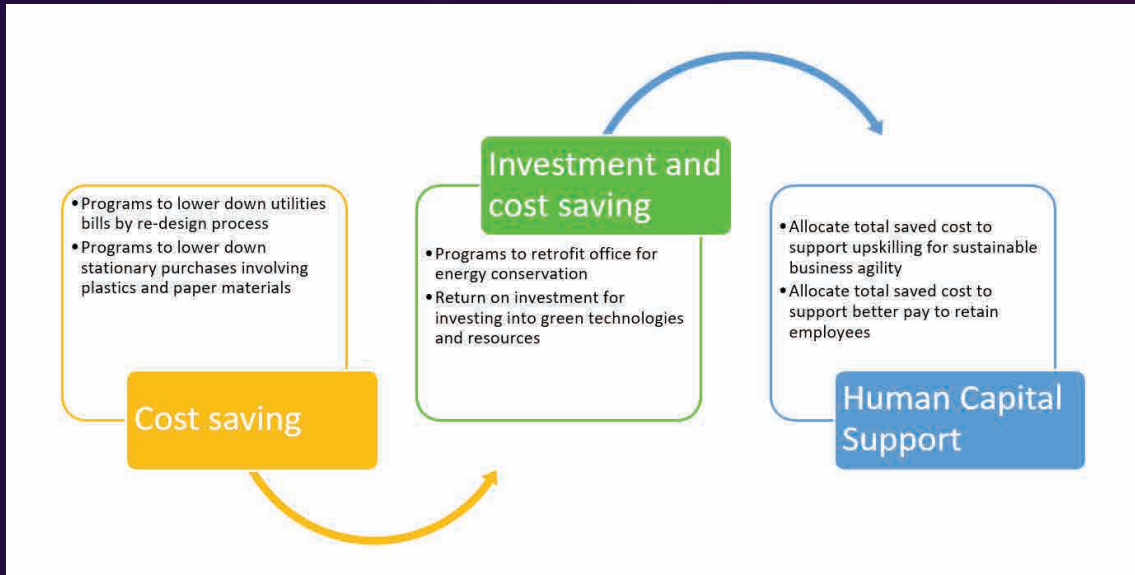 •Programs to lower down utilities
bills by re-design process
•Programs to lower down
stationary purchases involving
plastics and paper materials
Cost saving
Investment and
cost saving
•Programs to retrofit office for
energy conservation
•Return on investment for
investing into green technologies
and resources
•Allocate total saved cost to
support upskilling for sustainable
business agility
•Allocate total saved cost to
support better pay to retain
employees
Human Capital
Support